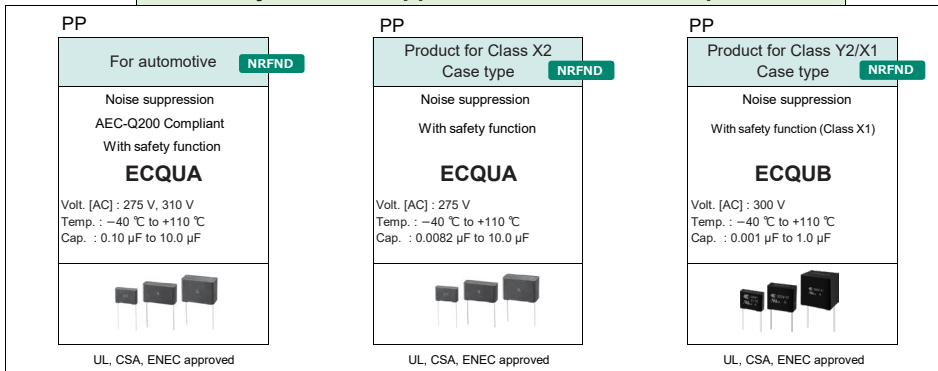 PP
For automotive
NRFND
Noise suppression
AEC-Q200 Compliant
With safety function
ECQUA
Volt. [AC] : 275 V, 310 V
Temp. : −40 ℃ to +110 ℃
Cap. : 0.10 µF to 10.0 µF
UL, CSA, ENEC approved
PP
Product for Class X2
Case type
NRFND
Noise suppression
With safety function
ECQUA
Volt. [AC] : 275 V
Temp. : −40 ℃ to +110 ℃
Cap. : 0.0082 µF to 10.0 µF
UL, CSA, ENEC approved
PP
Product for Class Y2/X1
Case type
NRFND
Noise suppression
With safety function (Class X1)
ECQUB
Volt. [AC] : 300 V
Temp. : −40 ℃ to +110 ℃
Cap. : 0.001 µF to 1.0 µF
UL, CSA, ENEC approved